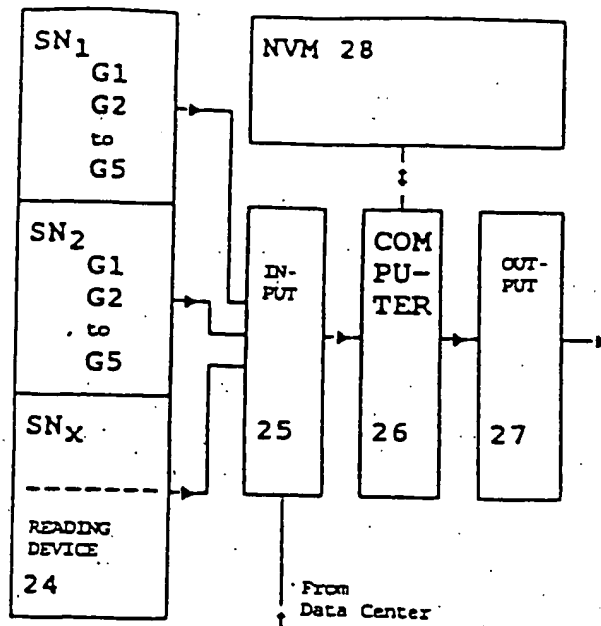 SN1
G1
G2
to
G5
SN2
G1
G2
to
G5
SNX
READING
DEVICE
24
NVM 28
IN-
PUT
25
COM
PU-
TER
26
OUT-
PUT
27
From
Data Center